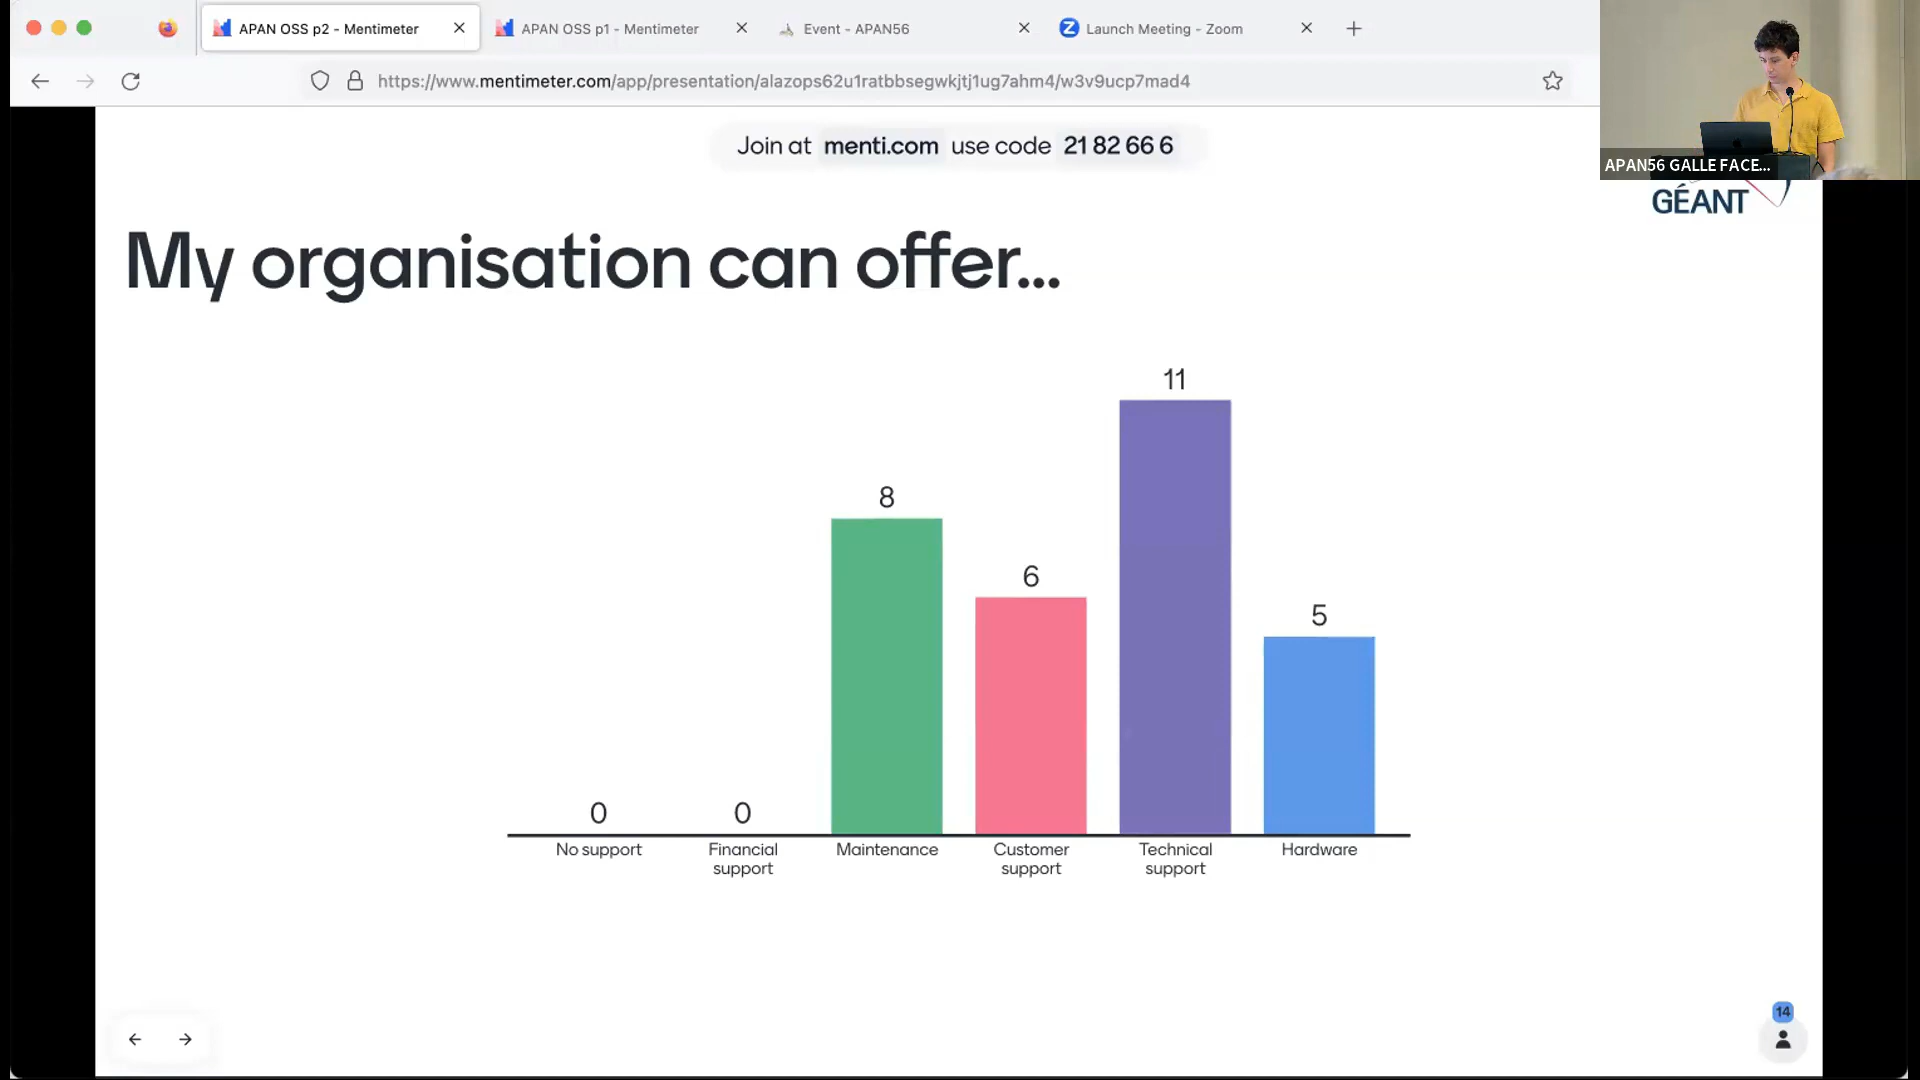 APAN OSS p2 - Mentimeter
APAN OSS p1 - Mentimeter
Event - APAN56
Launch Meeting - Zoom
https://www.mentimeter.com/app/presentation/alazops62u1ratbbsegwkjtj1ug7ahm4/w3v9ucp7mad4
Join at menti.com use code 21 82 66 6
APAN56 GALLE FACE...
GÉANT
My organisation can offer...
11
8
6
5
0
0
No support
Financial
support
Maintenance
Customer
support
Technical
support
Hardware
14